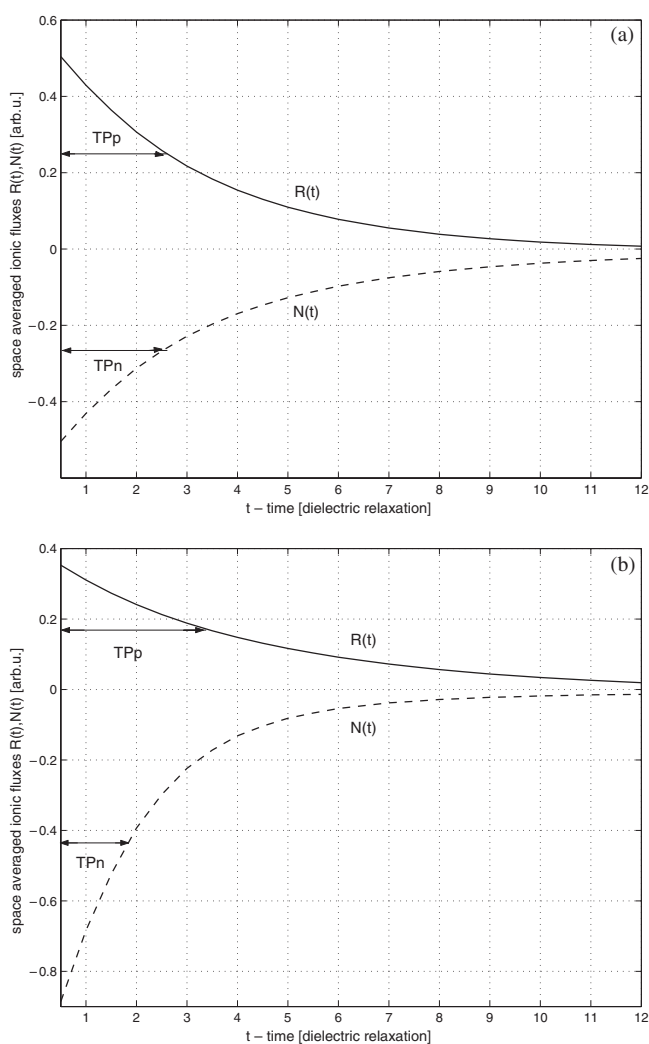 (a)
0.6
0.4
0.2
0
−0.2
−0.4
space averaged ionic fluxes R(t),N(t) [arb.u.]
TPp
R(t)
N(t)
TPn
1 2 3 4 5 6 7 8 9 10 11 12
t − time [dielectric relaxation]
(b)
0.4
0.2
0
−0.2
−0.4
−0.6
−0.8
space averaged ionic fluxes R(t),N(t) [arb.u.]
TPp
R(t)
N(t)
TPn
1 2 3 4 5 6 7 8 9 10 11 12
t − time [dielectric relaxation]